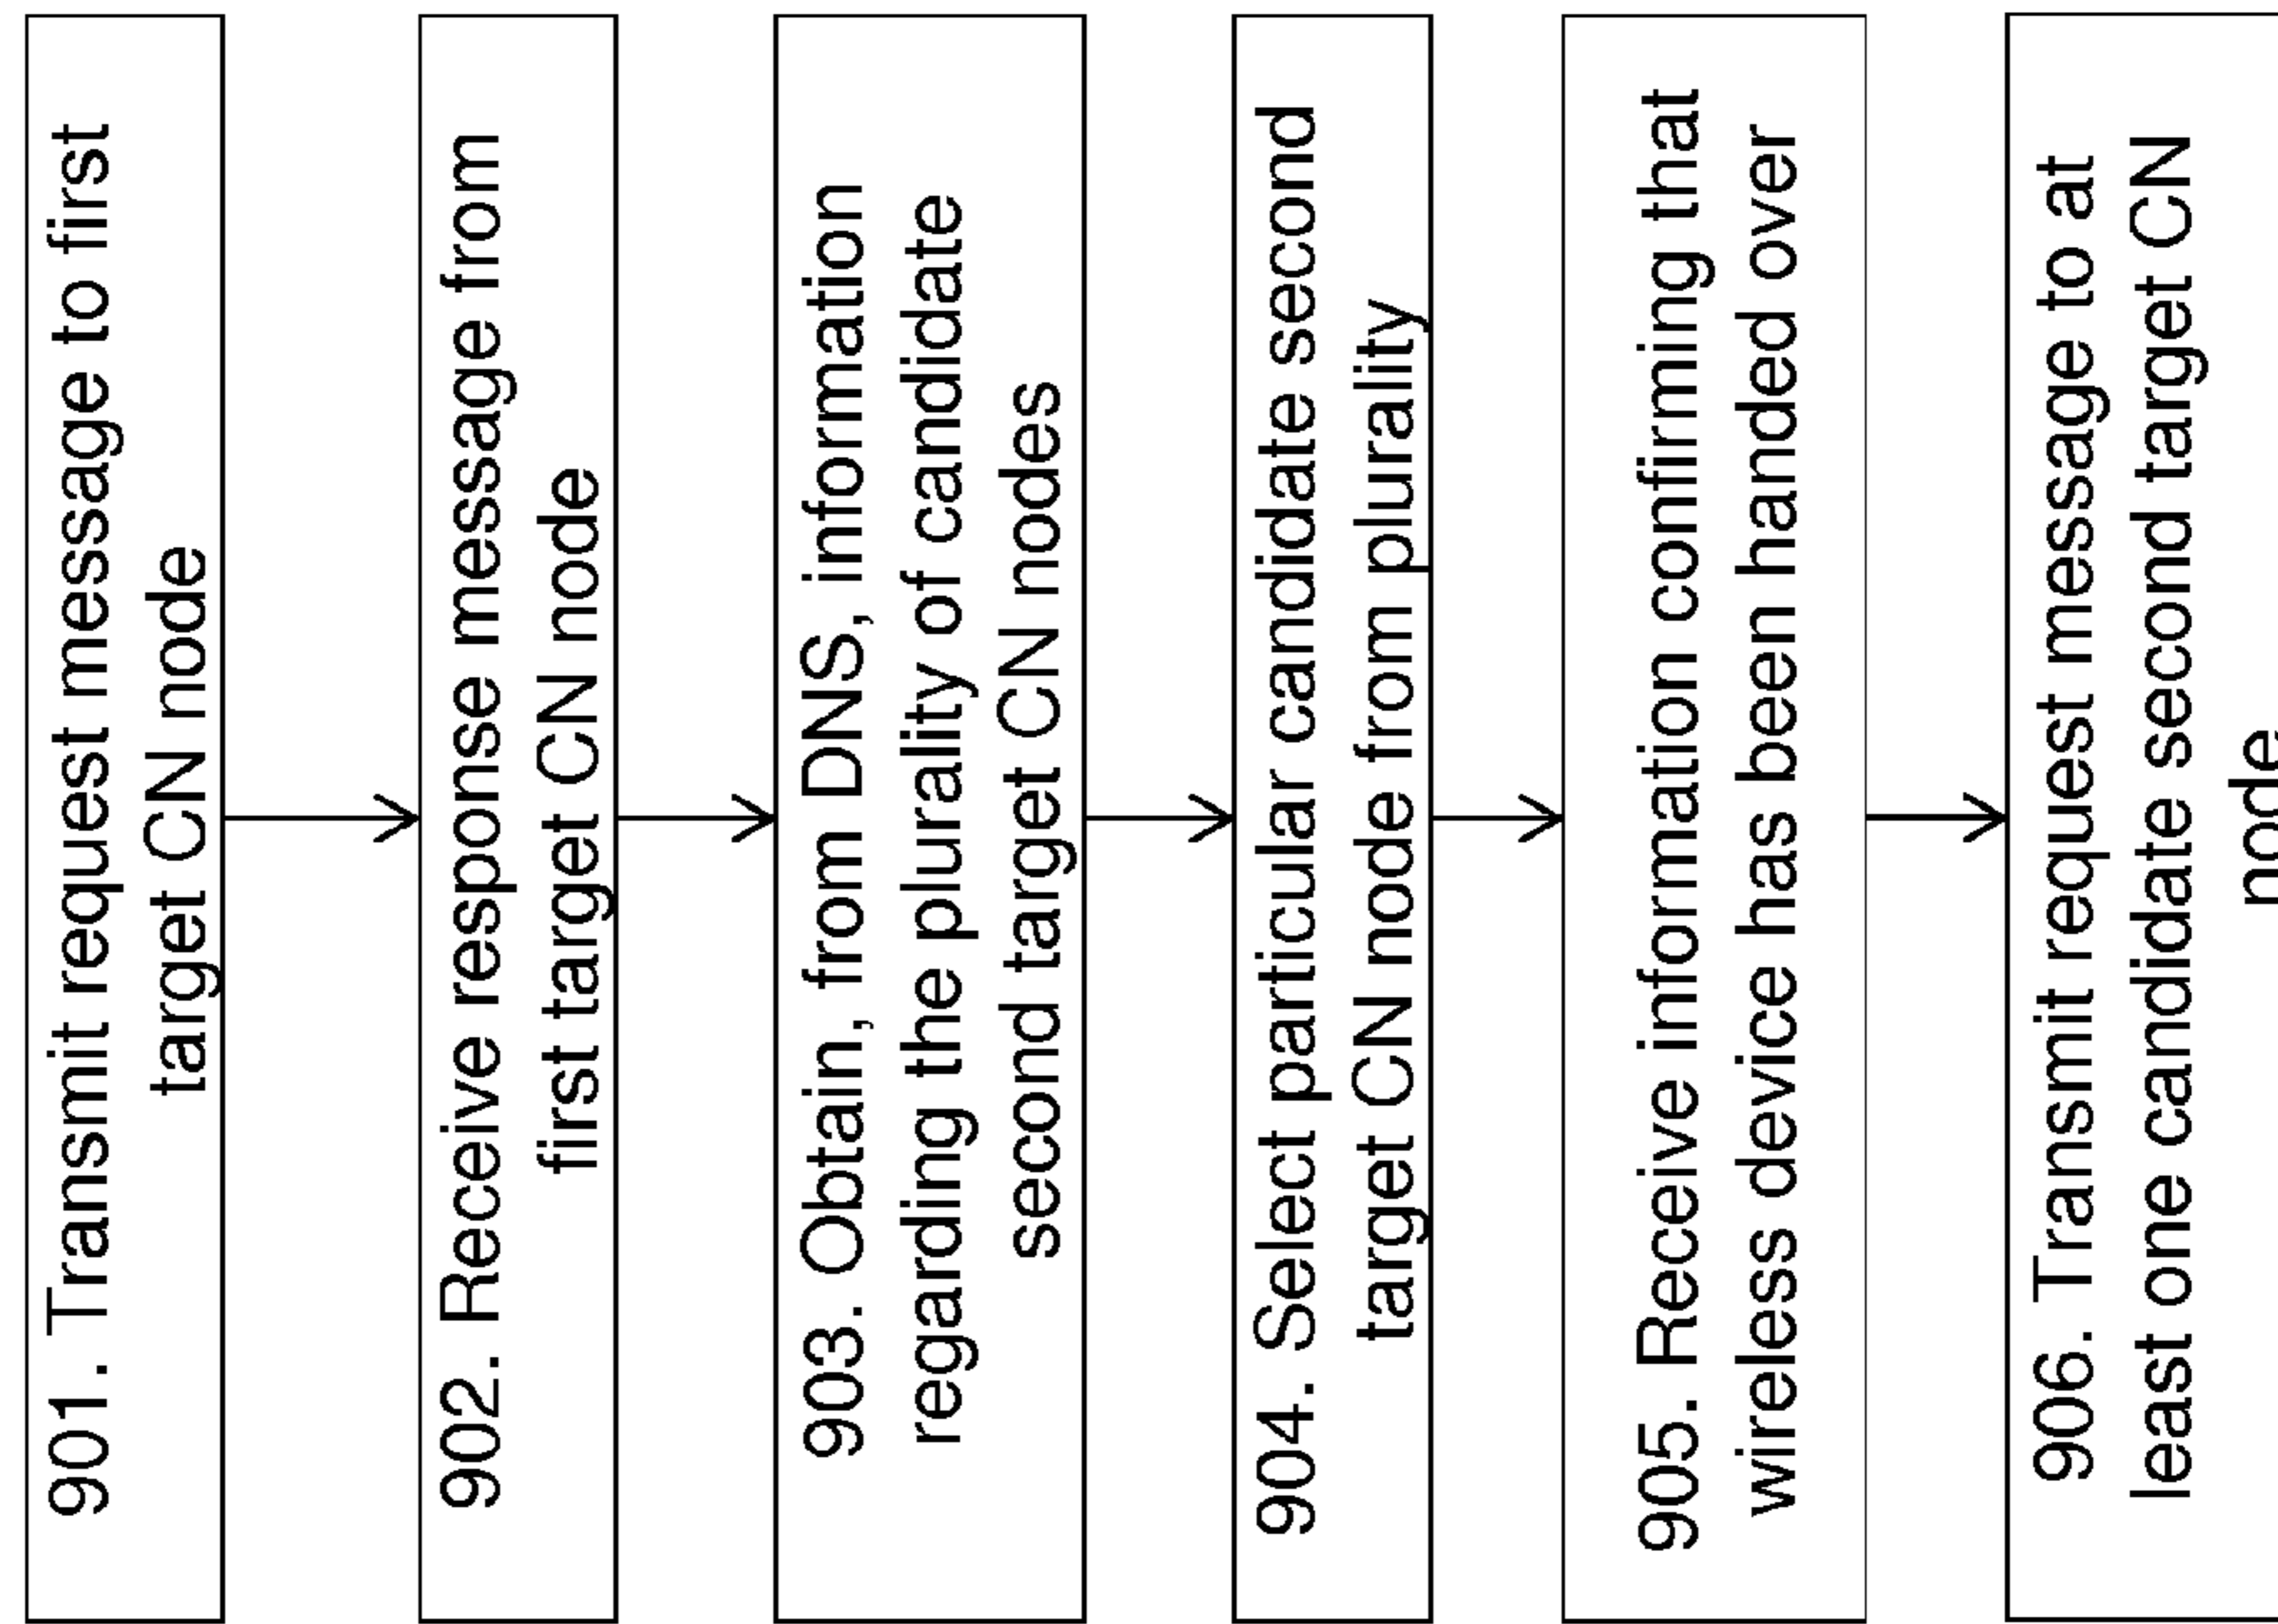 901. Transmit request message to first
target CN node
902. Receive response message from
first target CN node
903. Obtain, from DNS, information
regarding the plurality of candidate
second target CN nodes
904. Select particular candidate second
target CN node from plurality
905. Receive information confirming that
wireless device has been handed over
906. Transmit request message to at
least one candidate second target CN
node